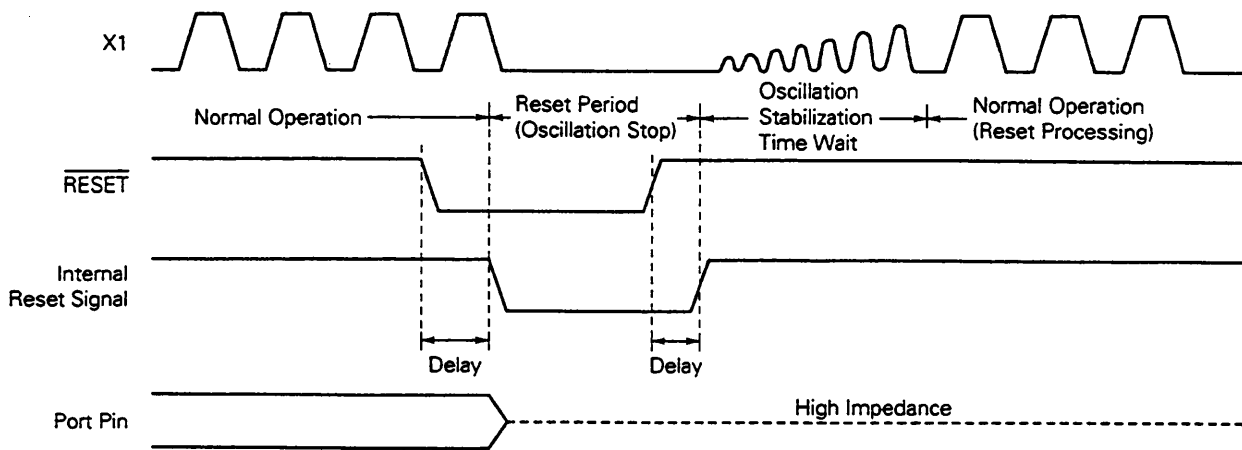 X1
Normal Operation
Reset Period
(Oscillation Stop)
Oscillation
Stabilization
Time Wait
Normal Operation
(Reset Processing)
RESET
Internal
Reset Signal
Delay
Delay
Port Pin
High Impedance